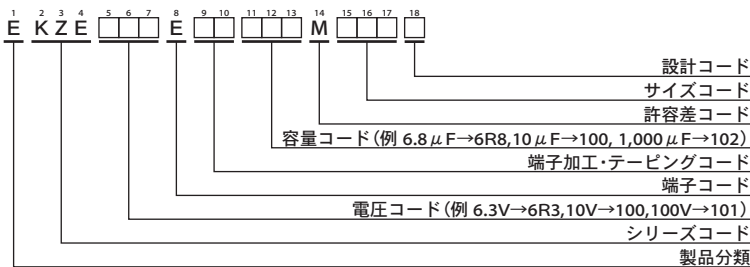 1 2 3 4 5 6 7 8 9 10 11 12 13 14 15 16 17 18
E KZE □□□ E □□ □□□ M □□□ □
設計コード
サイズコード
許容差コード
容量コード(例 6.8μF→6R8,10μF→100, 1,000μF→102)
端子加工・テーピングコード
端子コード
電圧コード(例 6.3V→6R3,10V→100,100V→101)
シリーズコード
製品分類